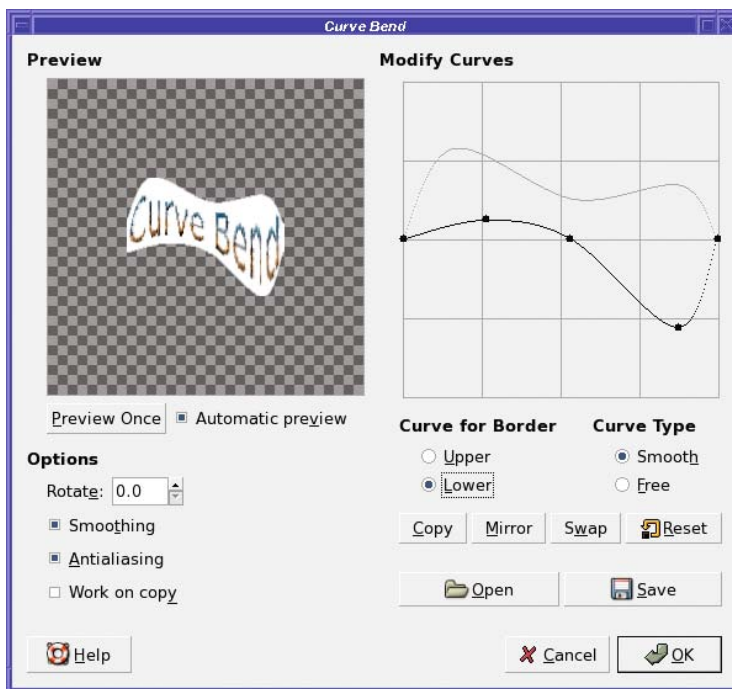 Curve Bend
Preview
Modify Curves
Curve Bend
Preview Once
Automatic preview
Curve for Border
Curve Type
Upper
Smooth
Lower
Free
Options
Rotate: 0.0
Smoothing
Antialiasing
Work on copy
Copy
Mirror
Swap
Reset
Open
Save
Help
Cancel
OK